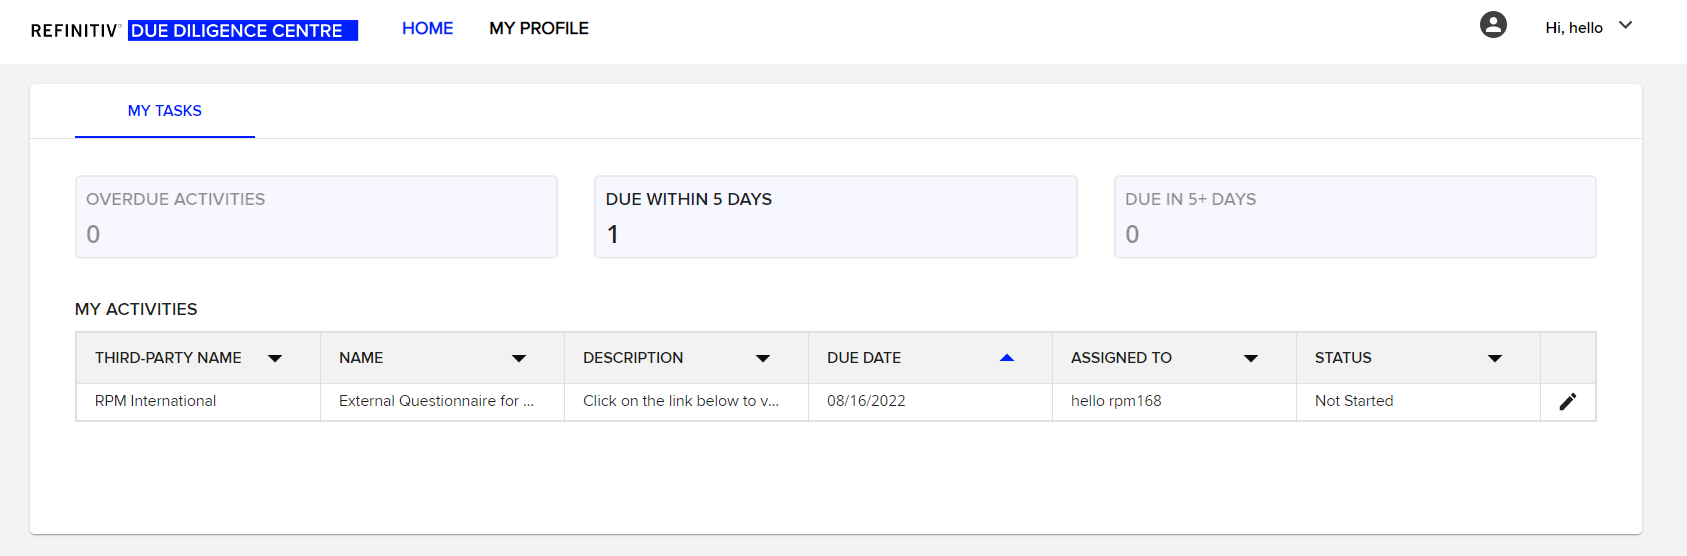 REFINITIV® DUE DILIGENCE CENTRE HOME MY PROFILE Hi, hello
MY TASKS
OVERDUE ACTIVITIES DUE WITHIN 5 DAYS DUE IN 5+ DAYS
0 1 0
MY ACTIVITIES
THIRD-PARTY NAME NAME DESCRIPTION DUE DATE ASSIGNED TO STATUS
RPM International External Questionnaire for ... Click on the link below to v... 08/16/2022 hello rpm168 Not Started